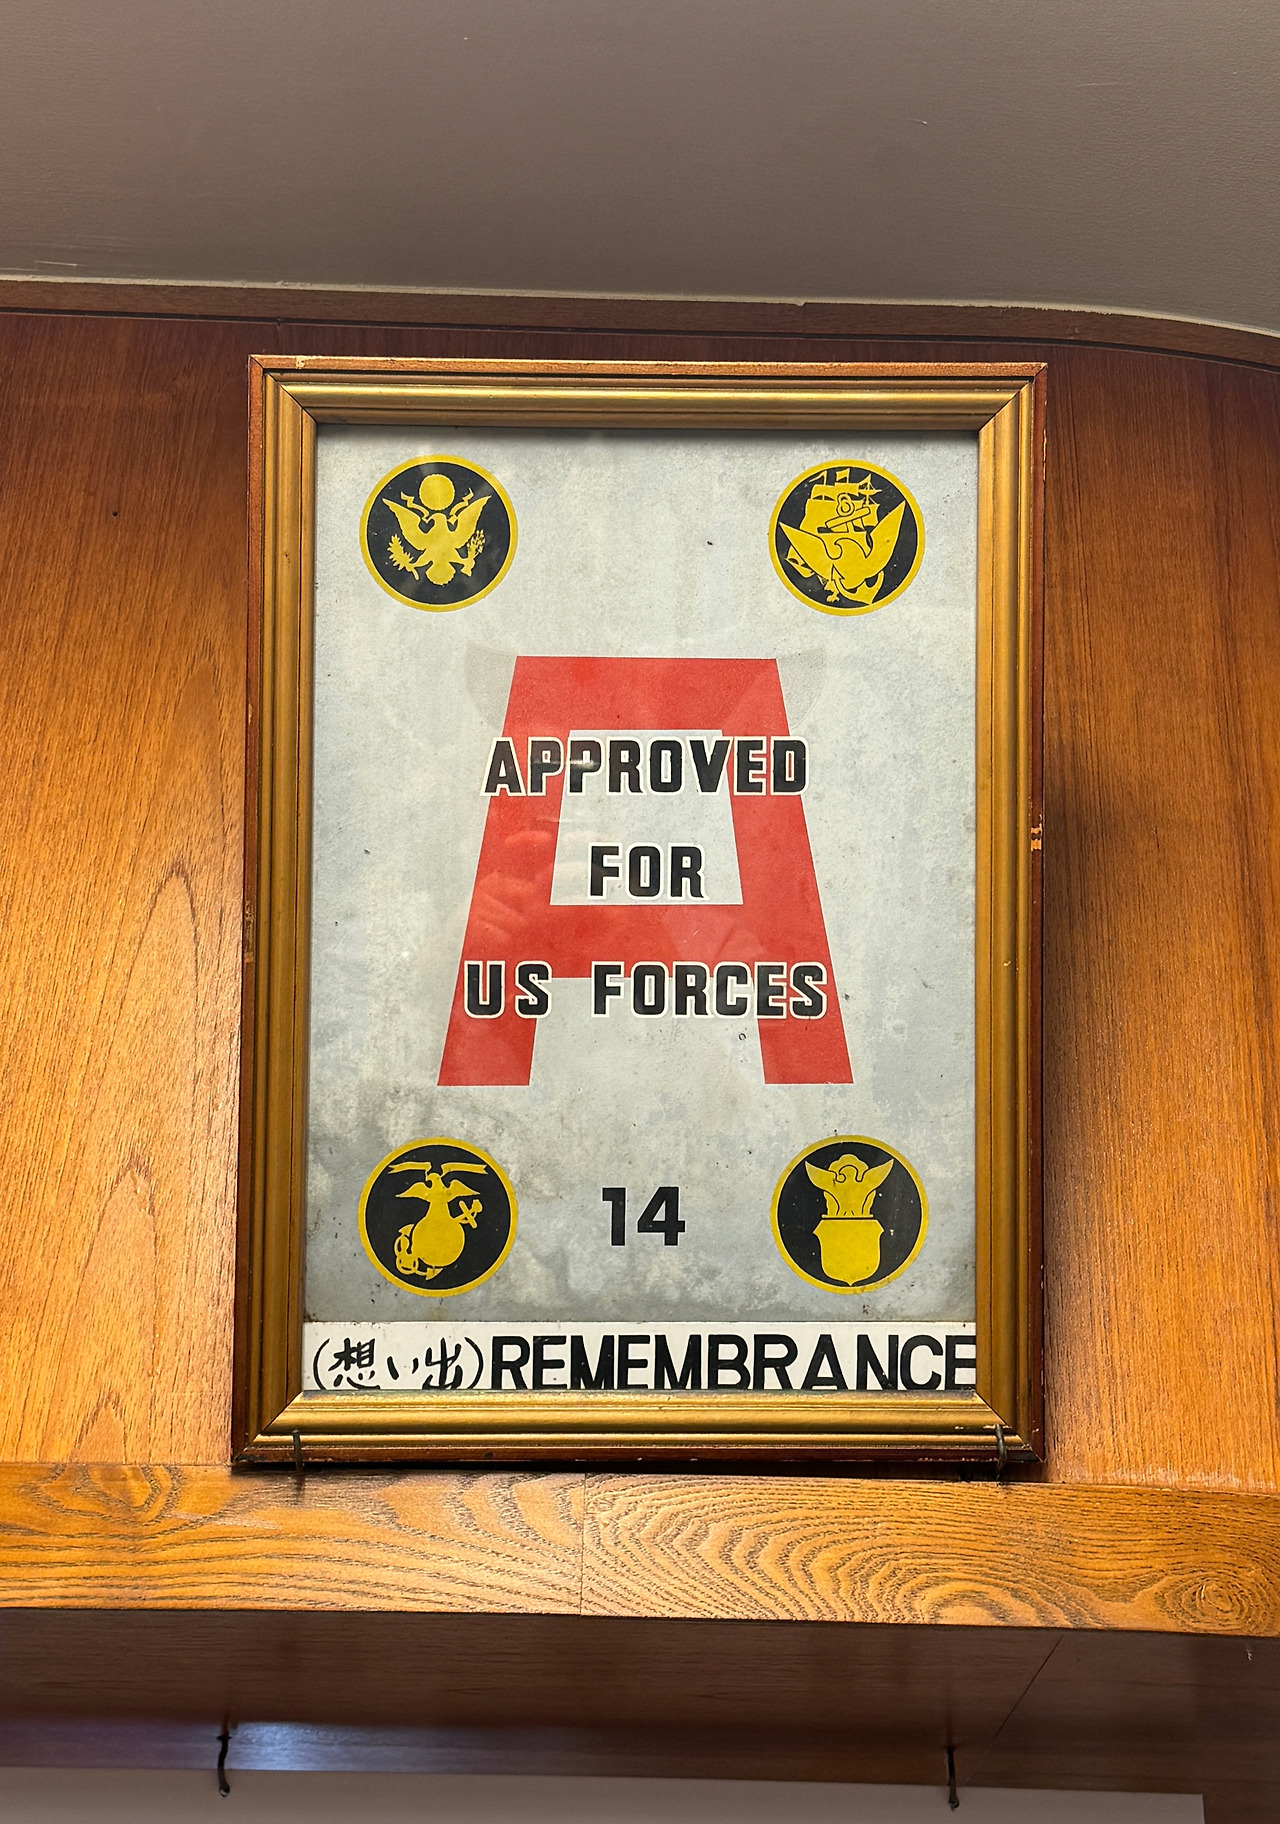 A
APPROVED
FOR
US FORCES
14
(想い出)REMEMBRANCE